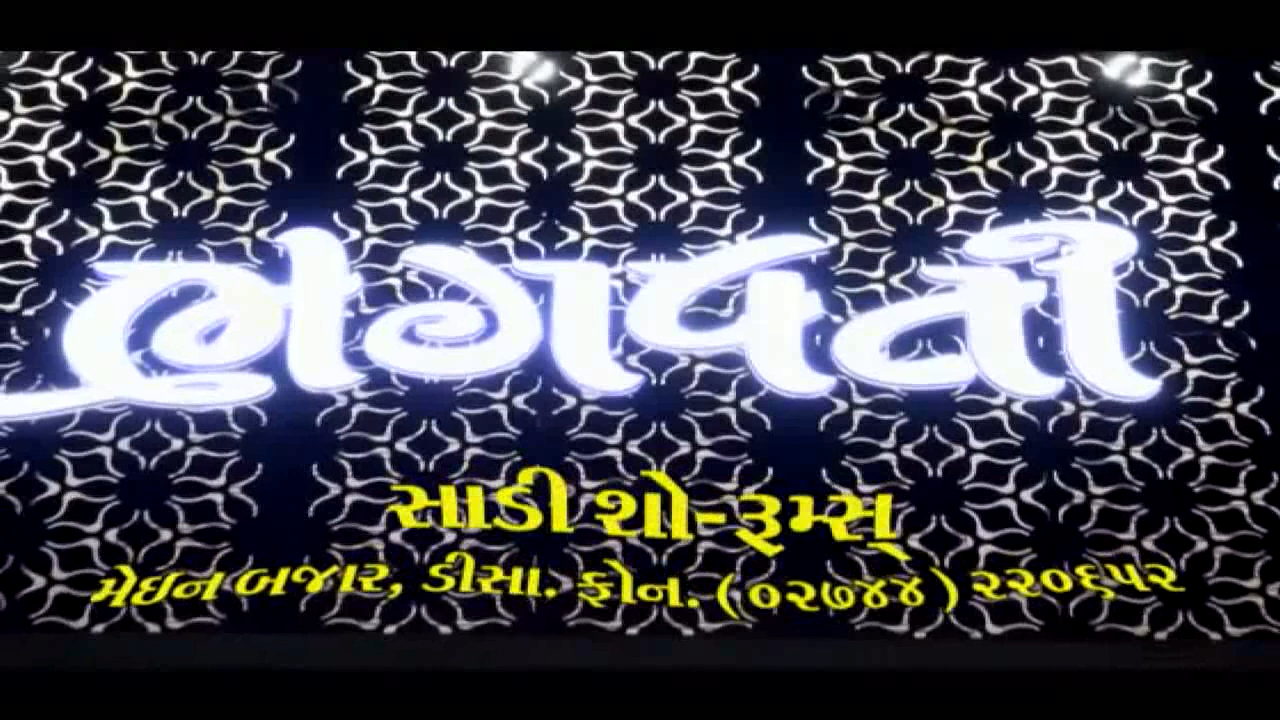 ભગવતી
સાડી શો-રૂમ્સ્
મેઇન બજાર, ડીસા. ફોન. (૦૨૭૪૪) ૨૨૦૬૫૨